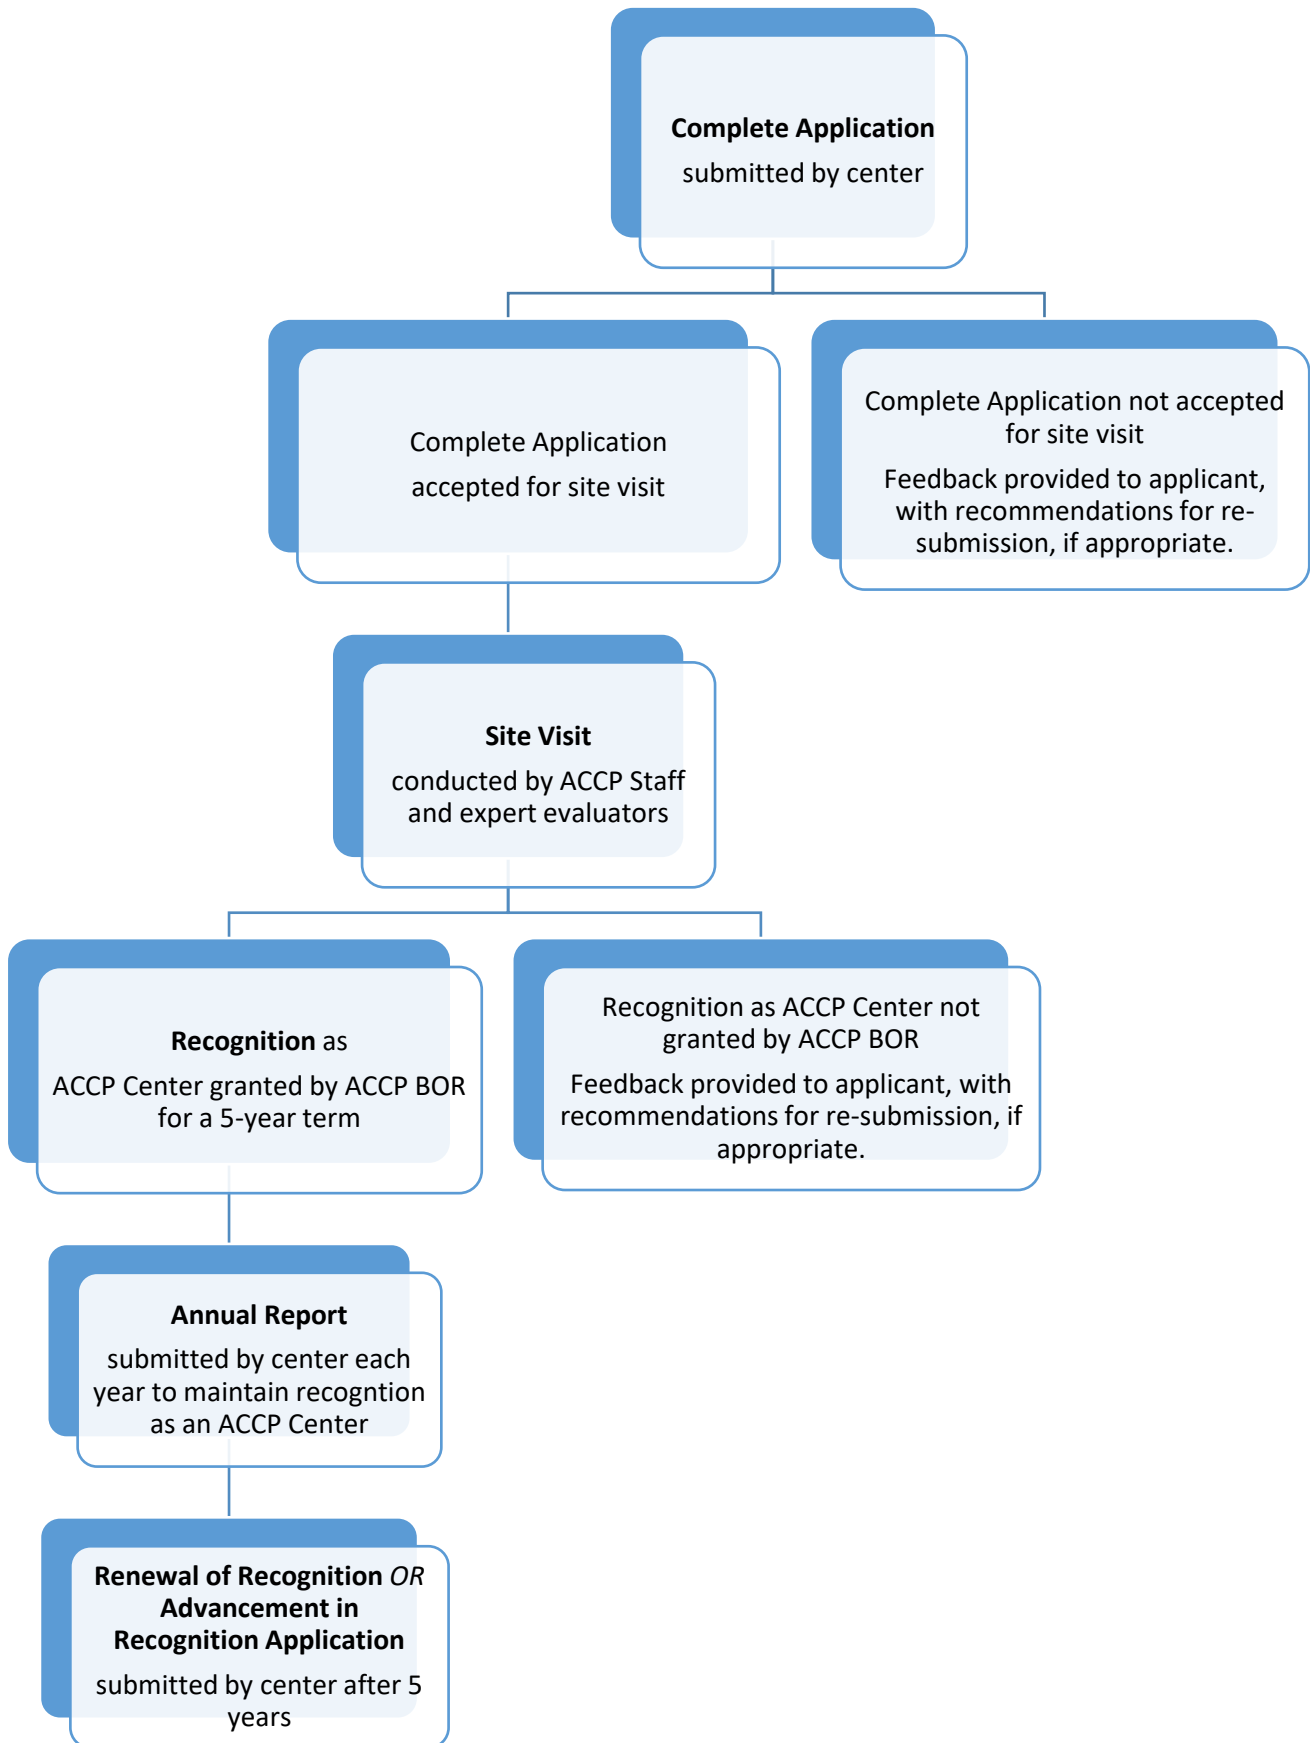 Complete Application
submitted by center
Complete Application
accepted for site visit
Complete Application not accepted
for site visit
Feedback provided to applicant,
with recommendations for re-
submission, if appropriate.
Site Visit
conducted by ACCP Staff
and expert evaluators
Recognition as
ACCP Center granted by ACCP BOR
for a 5-year term
Recognition as ACCP Center not
granted by ACCP BOR
Feedback provided to applicant, with
recommendations for re-submission, if
appropriate.
Annual Report
submitted by center each
year to maintain recogntion
as an ACCP Center
Renewal of Recognition OR
Advancement in
Recognition Application
submitted by center after 5
years